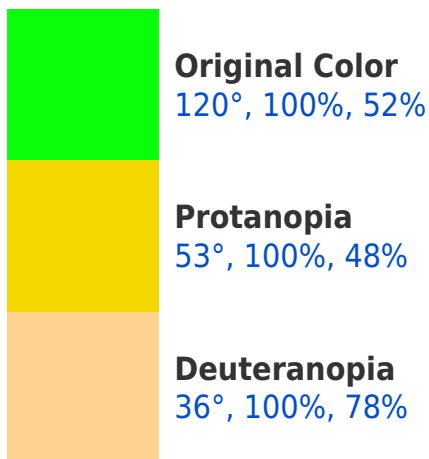 Original Color
120°, 100%, 52%
Protanopia
53°, 100%, 48%
Deuteranopia
36°, 100%, 78%